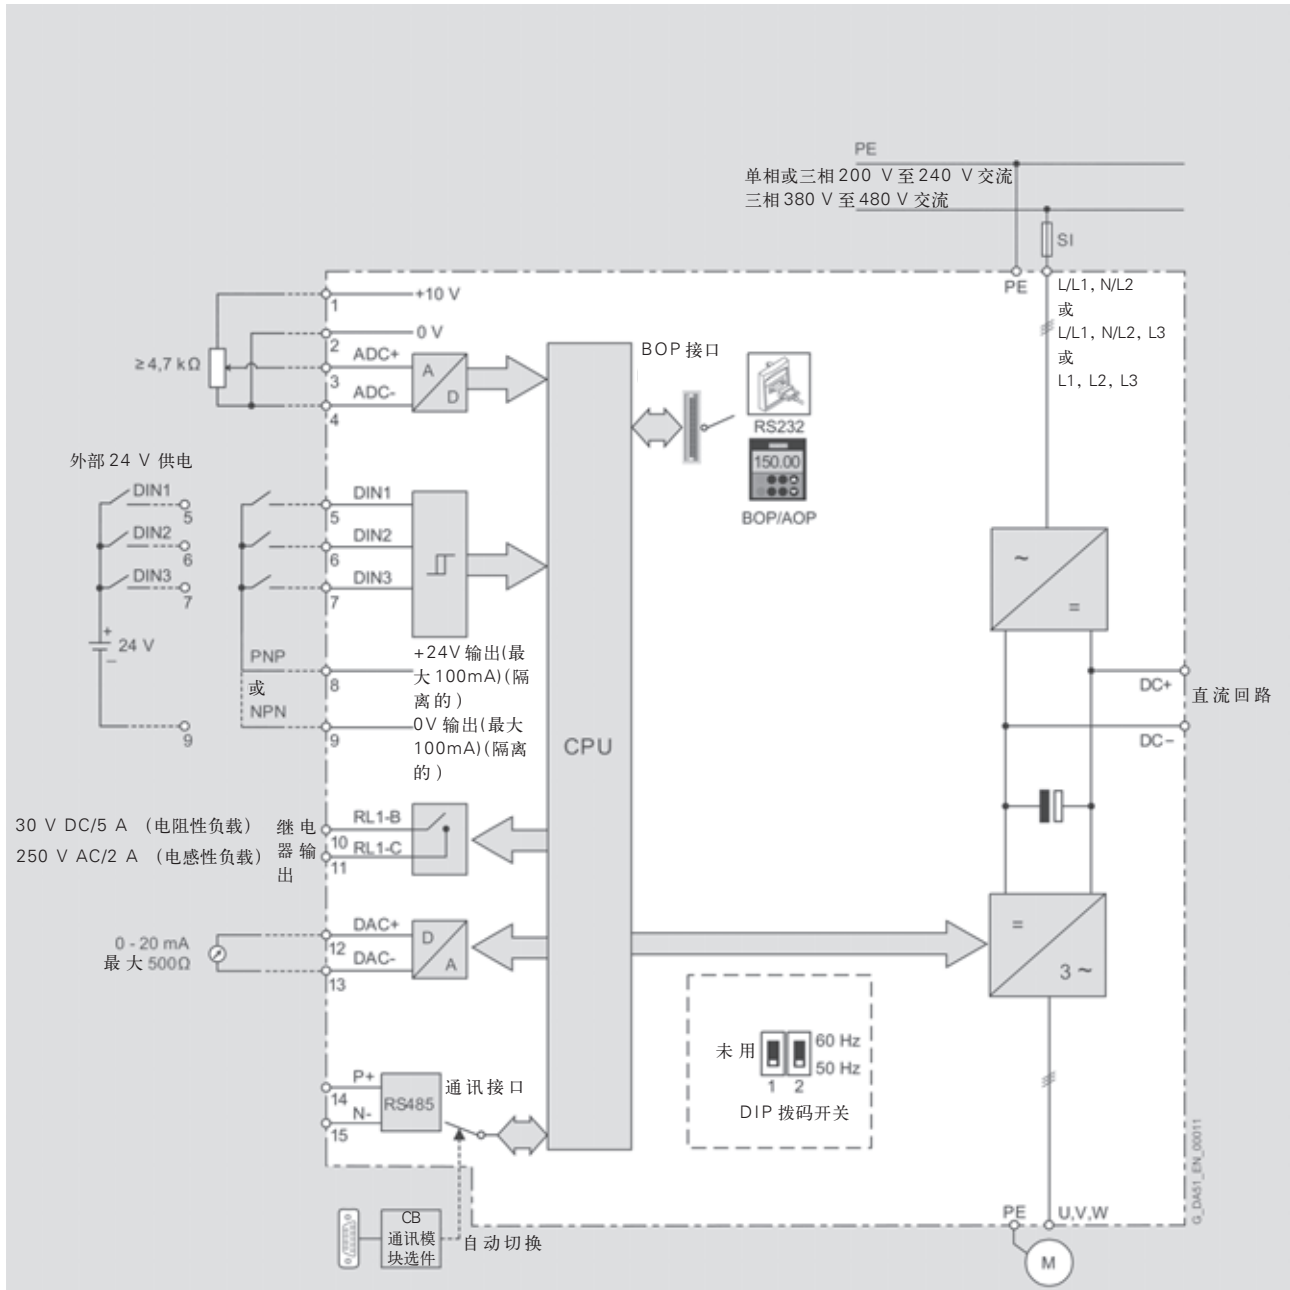 PE
单相或三相200 V至240 V交流
三相380 V至480 V交流
SI
PE
L/L1, N/L2
或
L/L1, N/L2, L3
或
L1, L2, L3
+10 V
1
0 V
2
ADC+
3
ADC-
4
≥4,7 kΩ
A
D
BOP接口
RS232
150.00
BOP/AOP
外部24 V供电
DIN1
5
DIN2
6
DIN3
7
+
24 V
–
9
DIN1
5
DIN2
6
DIN3
7
PNP
8
或
NPN
9
+24V输出(最
大100mA)(隔
离的)
0V输出(最大
100mA)(隔离
的)
CPU
~
=
DC+
直流回路
DC–
30 V DC/5 A （电阻性负载）
250 V AC/2 A （电感性负载）
继电
器输
出
RL1-B
10
RL1-C
11
0 - 20 mA
最大500Ω
DAC+
12
DAC-
13
D
A
=
3 ~
未用
60 Hz
50 Hz
1 2
DIP拨码开关
P+
14
N-
15
RS485
通讯接口
CB
通讯模
块选件
自动切换
PE
U,V,W
M
G_DA51_EN_00011